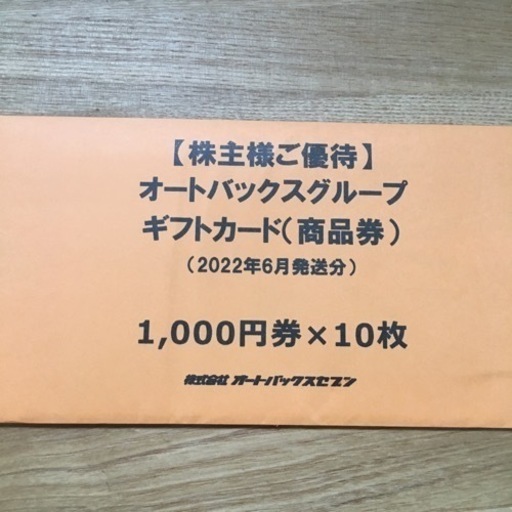 【株主様ご優待】
オートバックスグループ
ギフトカード(商品券)
(2022年6月発送分)
1,000円券×10枚
株式会社 オートバックスセブン